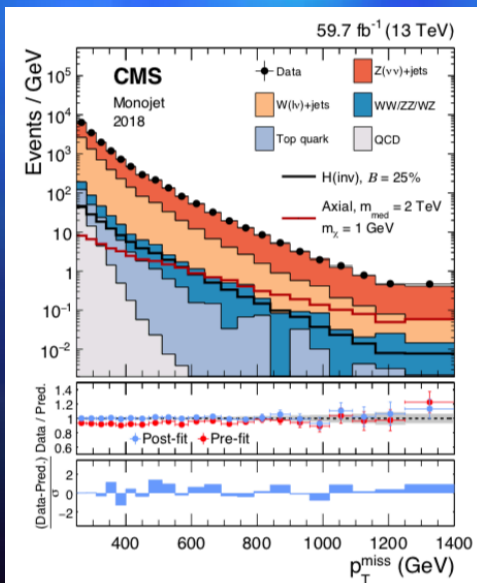 59.7 fb⁻¹ (13 TeV)
Events / GeV
10⁵
10⁴
10³
10²
10
1
10⁻¹
10⁻²
CMS
Monojet
2018
Data
Z(νν)+jets
W(lν)+jets
WW/ZZ/WZ
Top quark
QCD
H(inv), B = 25%
Axial, m_med = 2 TeV
m_χ = 1 GeV
Data / Pred.
1.4
1.2
1.0
0.8
0.6
Post-fit
Pre-fit
(Data-Pred.)
σ
2
0
−2
400 600 800 1000 1200 1400
p_T^miss (GeV)